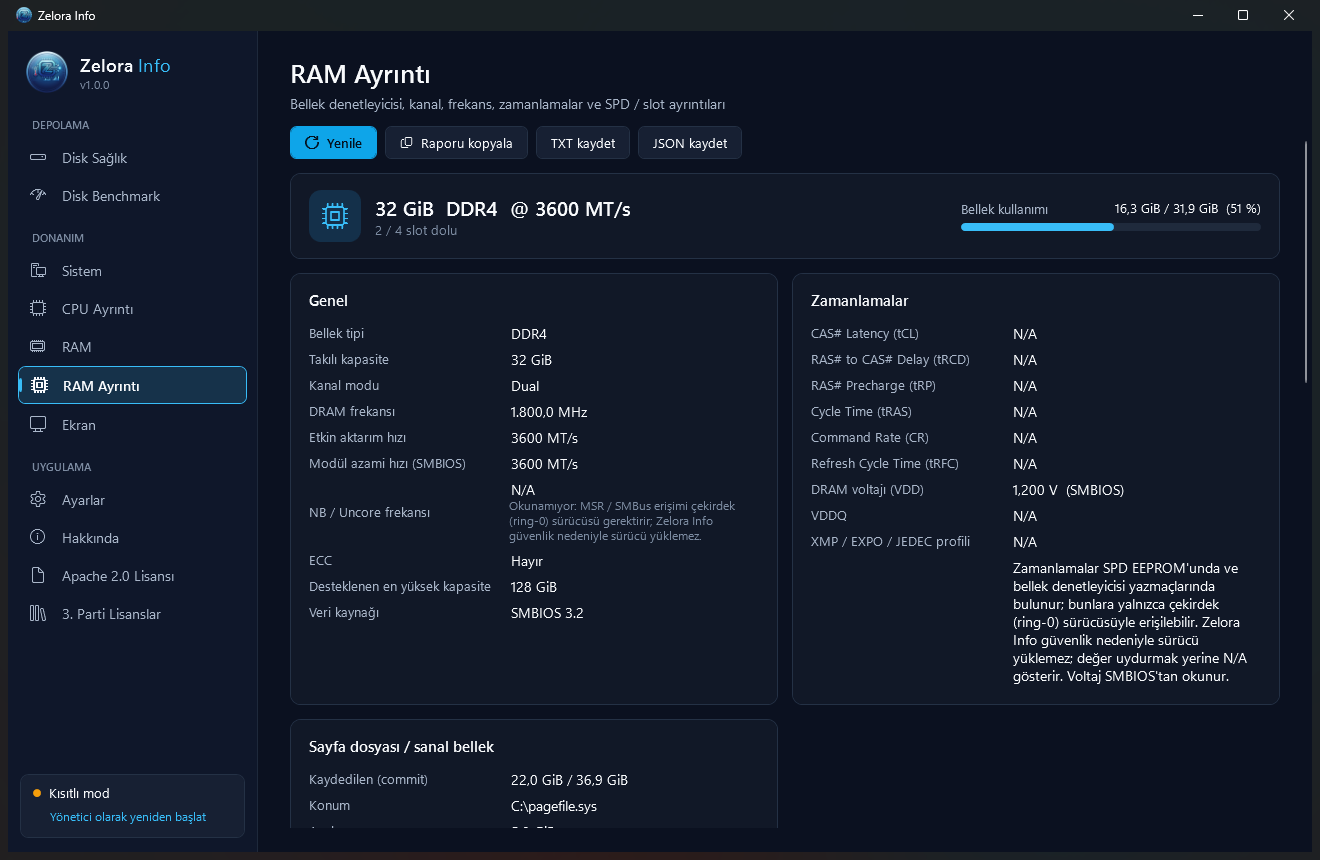 Zelora Info
Zelora Info
v1.0.0
DEPOLAMA
Disk Sağlık
Disk Benchmark
DONANIM
Sistem
CPU Ayrıntı
RAM
RAM Ayrıntı
Ekran
UYGULAMA
Ayarlar
Hakkında
Apache 2.0 Lisansı
3. Parti Lisanslar
Kısıtlı mod
Yönetici olarak yeniden başlat
RAM Ayrıntı
Bellek denetleyicisi, kanal, frekans, zamanlamalar ve SPD / slot ayrıntıları
Yenile
Raporu kopyala
TXT kaydet
JSON kaydet
32 GiB DDR4 @ 3600 MT/s
2 / 4 slot dolu
Bellek kullanımı 16,3 GiB / 31,9 GiB (51 %)
Genel
Bellek tipi DDR4
Takılı kapasite 32 GiB
Kanal modu Dual
DRAM frekansı 1.800,0 MHz
Etkin aktarım hızı 3600 MT/s
Modül azami hızı (SMBIOS) 3600 MT/s
NB / Uncore frekansı N/A
Okunamıyor: MSR / SMBus erişimi çekirdek
(ring-0) sürücüsü gerektirir; Zelora Info
güvenlik nedeniyle sürücü yüklemez.
ECC Hayır
Desteklenen en yüksek kapasite 128 GiB
Veri kaynağı SMBIOS 3.2
Zamanlamalar
CAS# Latency (tCL) N/A
RAS# to CAS# Delay (tRCD) N/A
RAS# Precharge (tRP) N/A
Cycle Time (tRAS) N/A
Command Rate (CR) N/A
Refresh Cycle Time (tRFC) N/A
DRAM voltajı (VDD) 1,200 V (SMBIOS)
VDDQ N/A
XMP / EXPO / JEDEC profili N/A
Zamanlamalar SPD EEPROM'unda ve
bellek denetleyicisi yazmaçlarında
bulunur; bunlara yalnızca çekirdek
(ring-0) sürücüsüyle erişilebilir. Zelora
Info güvenlik nedeniyle sürücü
yüklemez; değer uydurmak yerine N/A
gösterir. Voltaj SMBIOS'tan okunur.
Sayfa dosyası / sanal bellek
Kaydedilen (commit) 22,0 GiB / 36,9 GiB
Konum C:\pagefile.sys